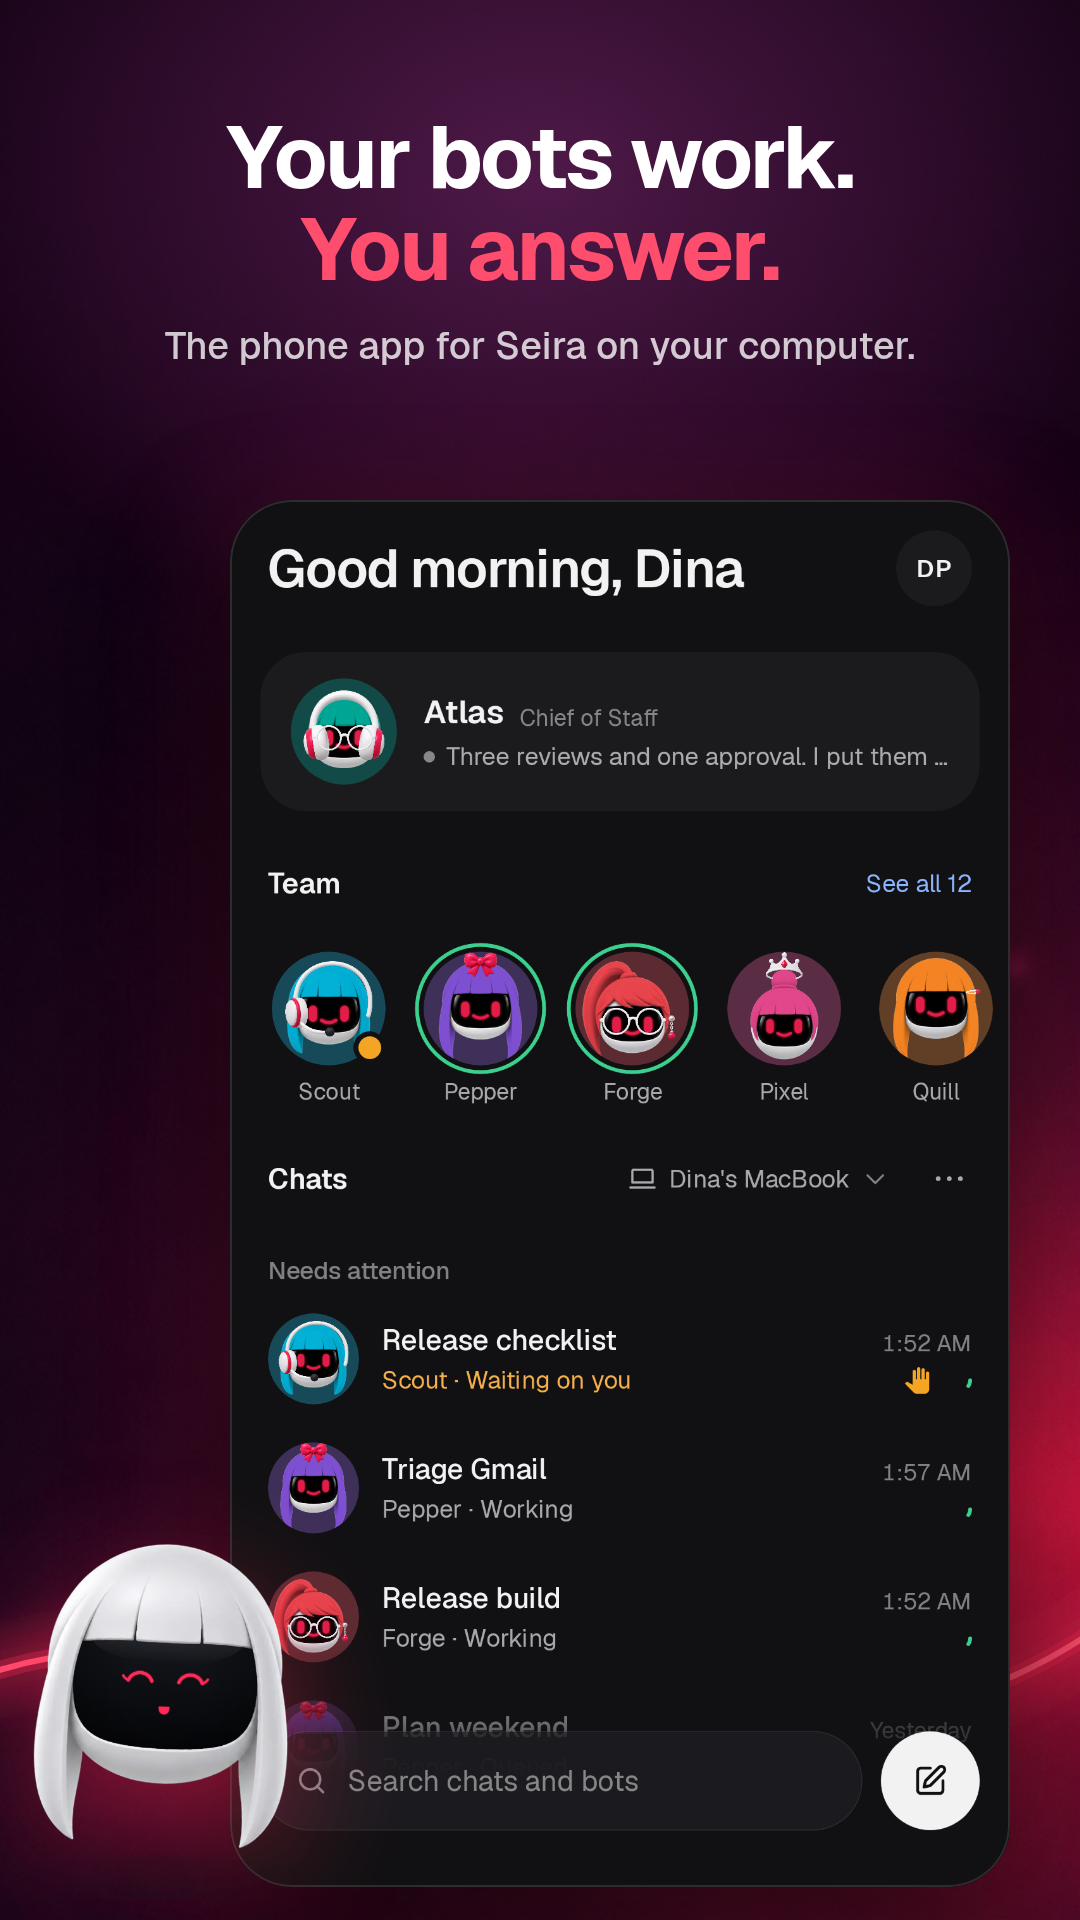 Your bots work.
You answer.
The phone app for Seira on your computer.
Good morning, Dina
DP
Atlas Chief of Staff
Three reviews and one approval. I put them ...
Team
See all 12
Scout
Pepper
Forge
Pixel
Quill
Chats
Dina's MacBook
Needs attention
Release checklist
1:52 AM
Scout · Waiting on you
Triage Gmail
1:57 AM
Pepper · Working
Release build
1:52 AM
Forge · Working
Plan weekend
Yesterday
Search chats and bots